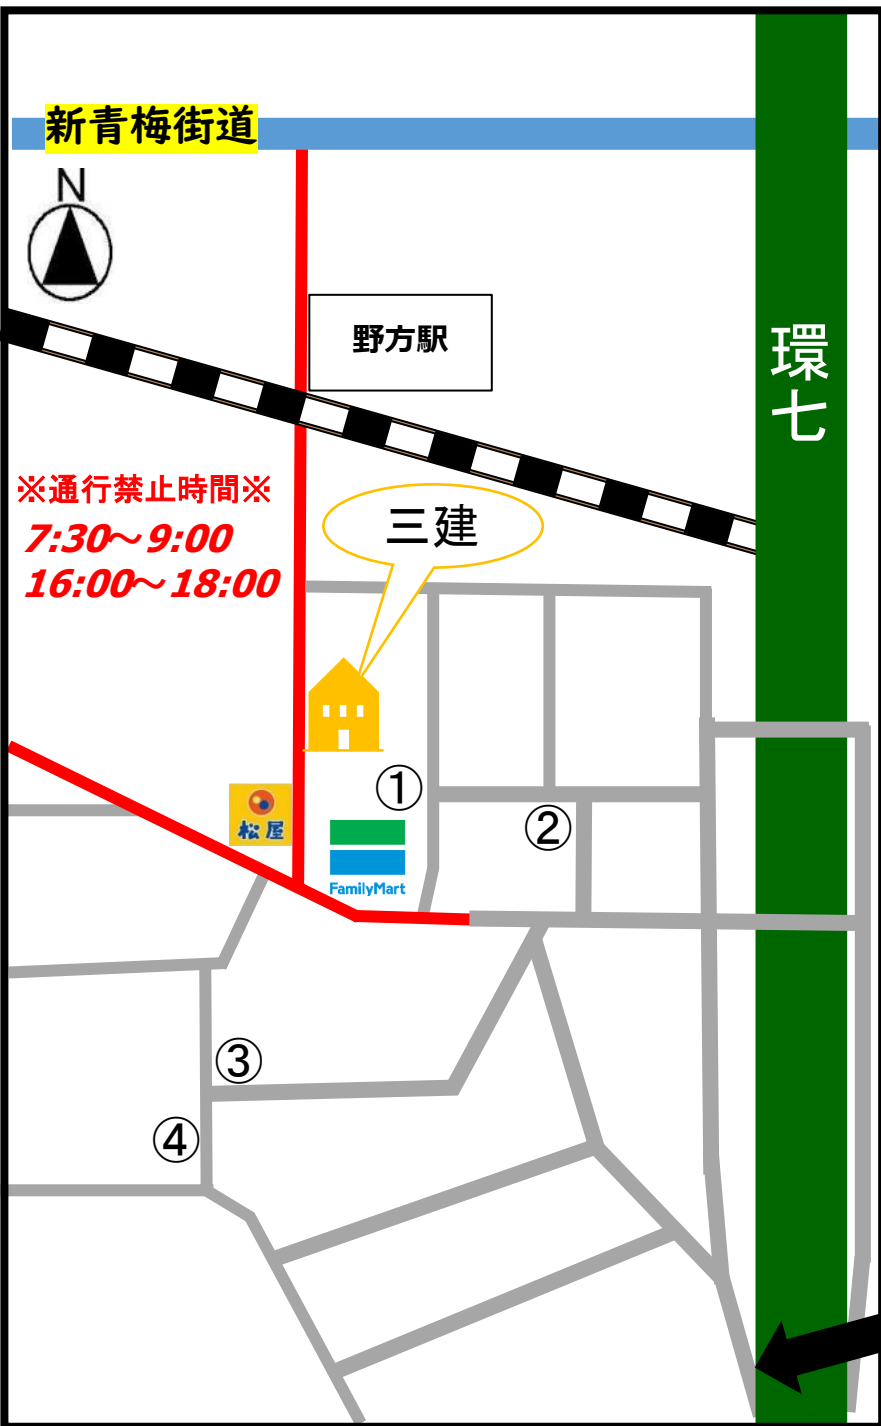 新青梅街道
N
野方駅
環七
※通行禁止時間※
7:30～9:00
16:00～18:00
三建
①
松屋
②
FamilyMart
③
④